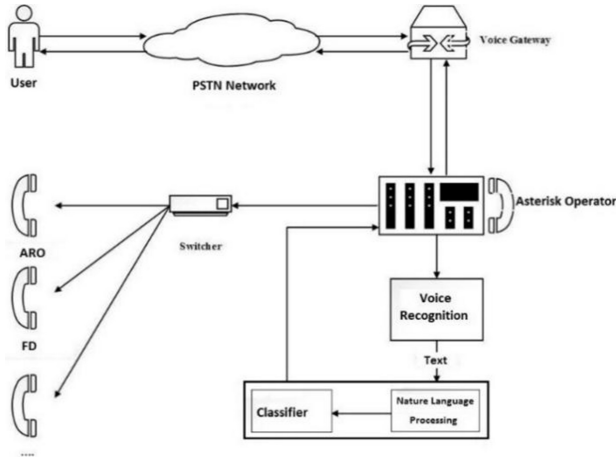 Voice Gateway
User
PSTN Network
Asterisk Operator
Switcher
ARO
Voice
Recognition
FD
Text
Classifier
Nature Language
Processing
....